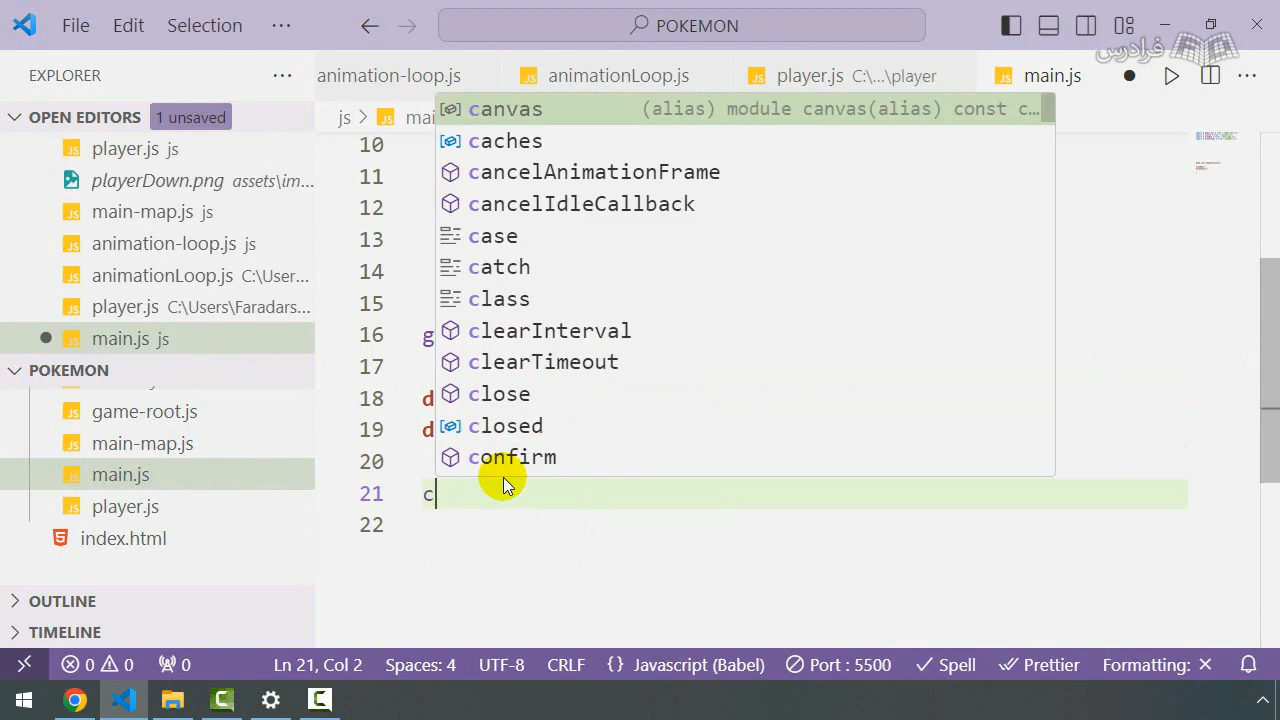 File Edit Selection ··· POKEMON
فرادرس
EXPLORER ···
animation-loop.js animationLoop.js player.js C:\...\player main.js ···
OPEN EDITORS 1 unsaved
player.js js
playerDown.png assets\im...
main-map.js js
animation-loop.js js
animationLoop.js C:\User...
player.js C:\Users\Faradars...
main.js js
POKEMON
game-root.js
main-map.js
main.js
player.js
index.html
OUTLINE
TIMELINE
js > mai
10
11
12
13
14
15
16 g
17
18 d
19 d
20
21 c
22
canvas (alias) module canvas(alias) const c...
caches
cancelAnimationFrame
cancelIdleCallback
case
catch
class
clearInterval
clearTimeout
close
closed
confirm
0 0 0 Ln 21, Col 2 Spaces: 4 UTF-8 CRLF {} Javascript (Babel) Port : 5500 Spell Prettier Formatting: ×